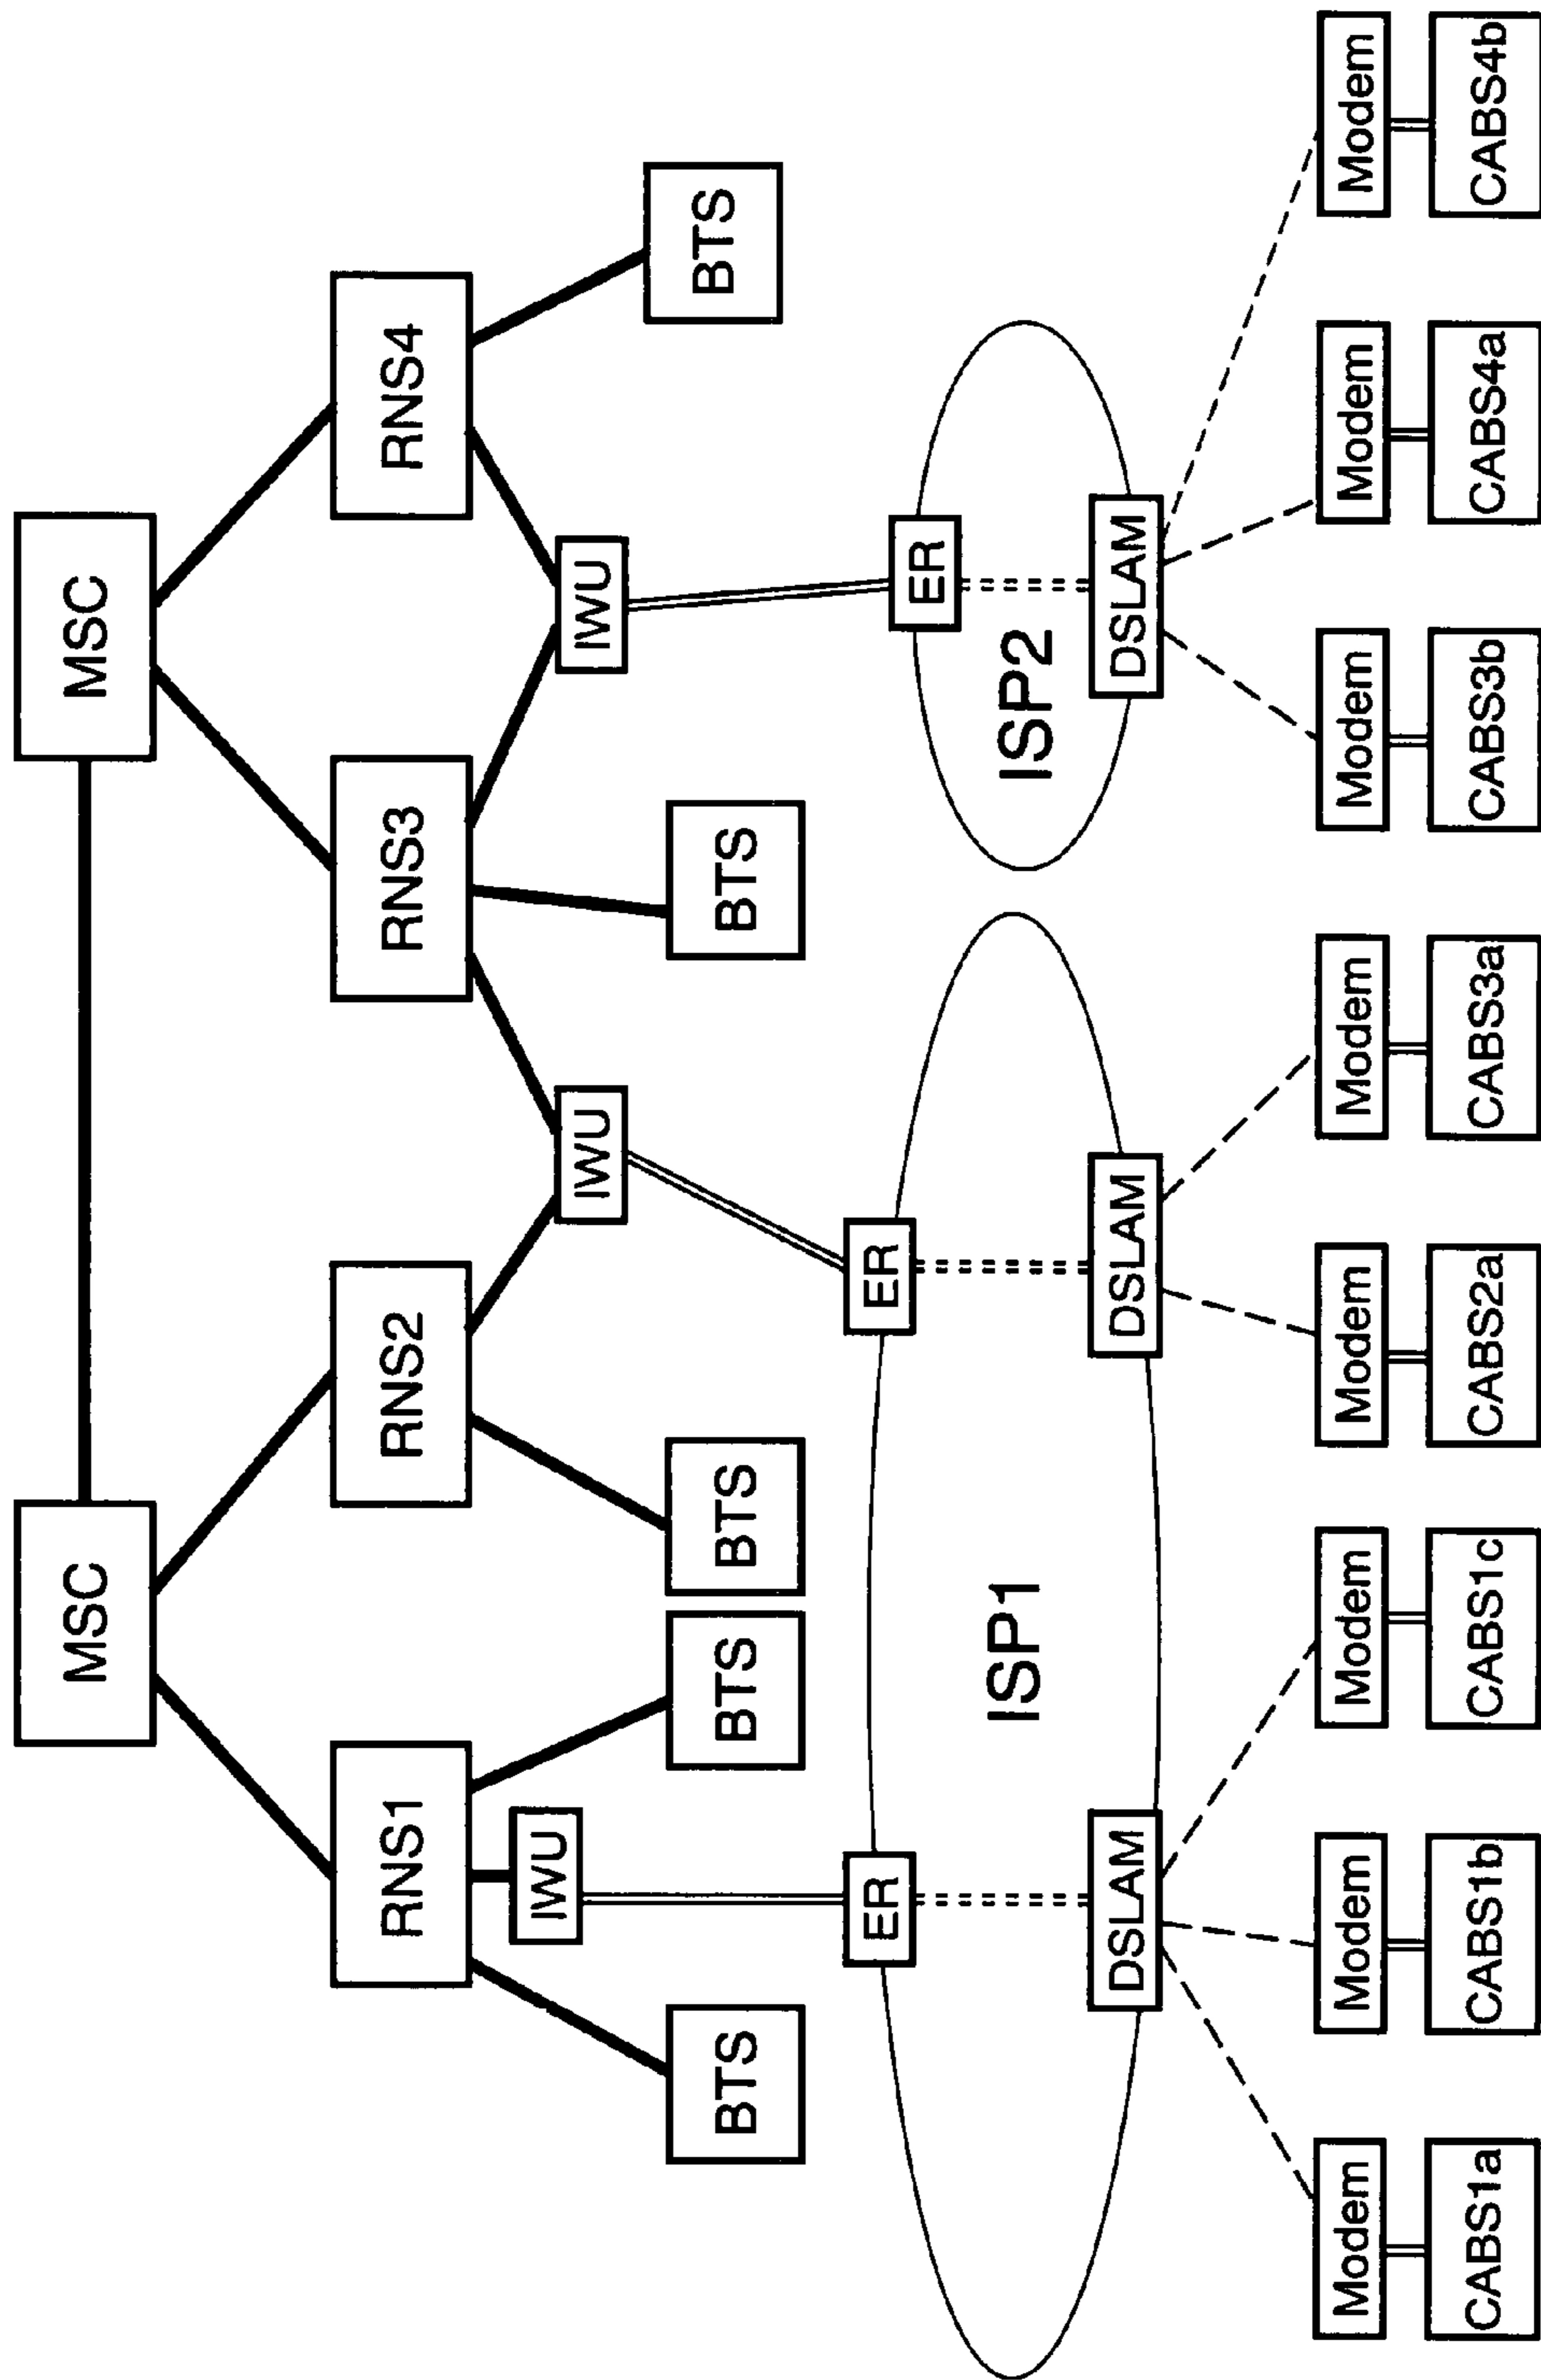 MSC
MSC
RNS1
RNS2
RNS3
RNS4
IWU
IWU
IWU
BTS
BTS
BTS
BTS
BTS
ER
ER
ER
ISP1
ISP2
DSLAM
DSLAM
DSLAM
Modem
Modem
Modem
Modem
Modem
Modem
Modem
Modem
CABS1a
CABS1b
CABS1c
CABS2a
CABS3a
CABS3b
CABS4a
CABS4b